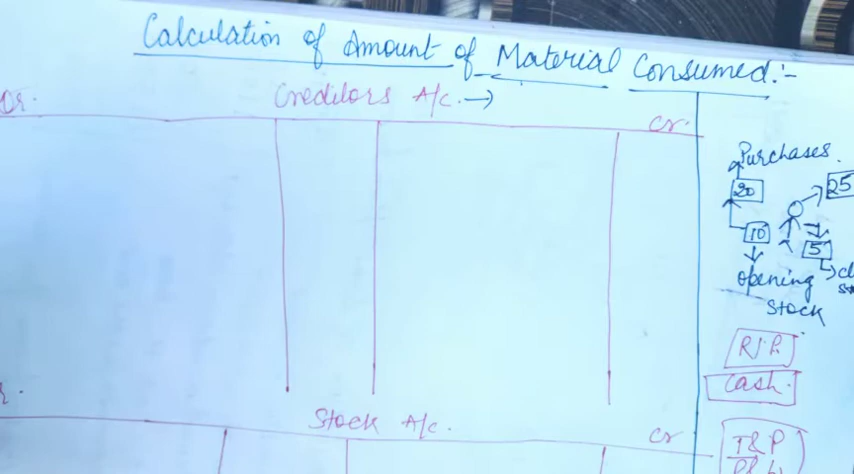 Calculation of Amount of Material Consumed:-
Dr. Creditors A/c. →
Cr.
Purchases.
20
25
10
5
opening
stock
R.P.
Cash.
Stock A/c.
Cr
T&P